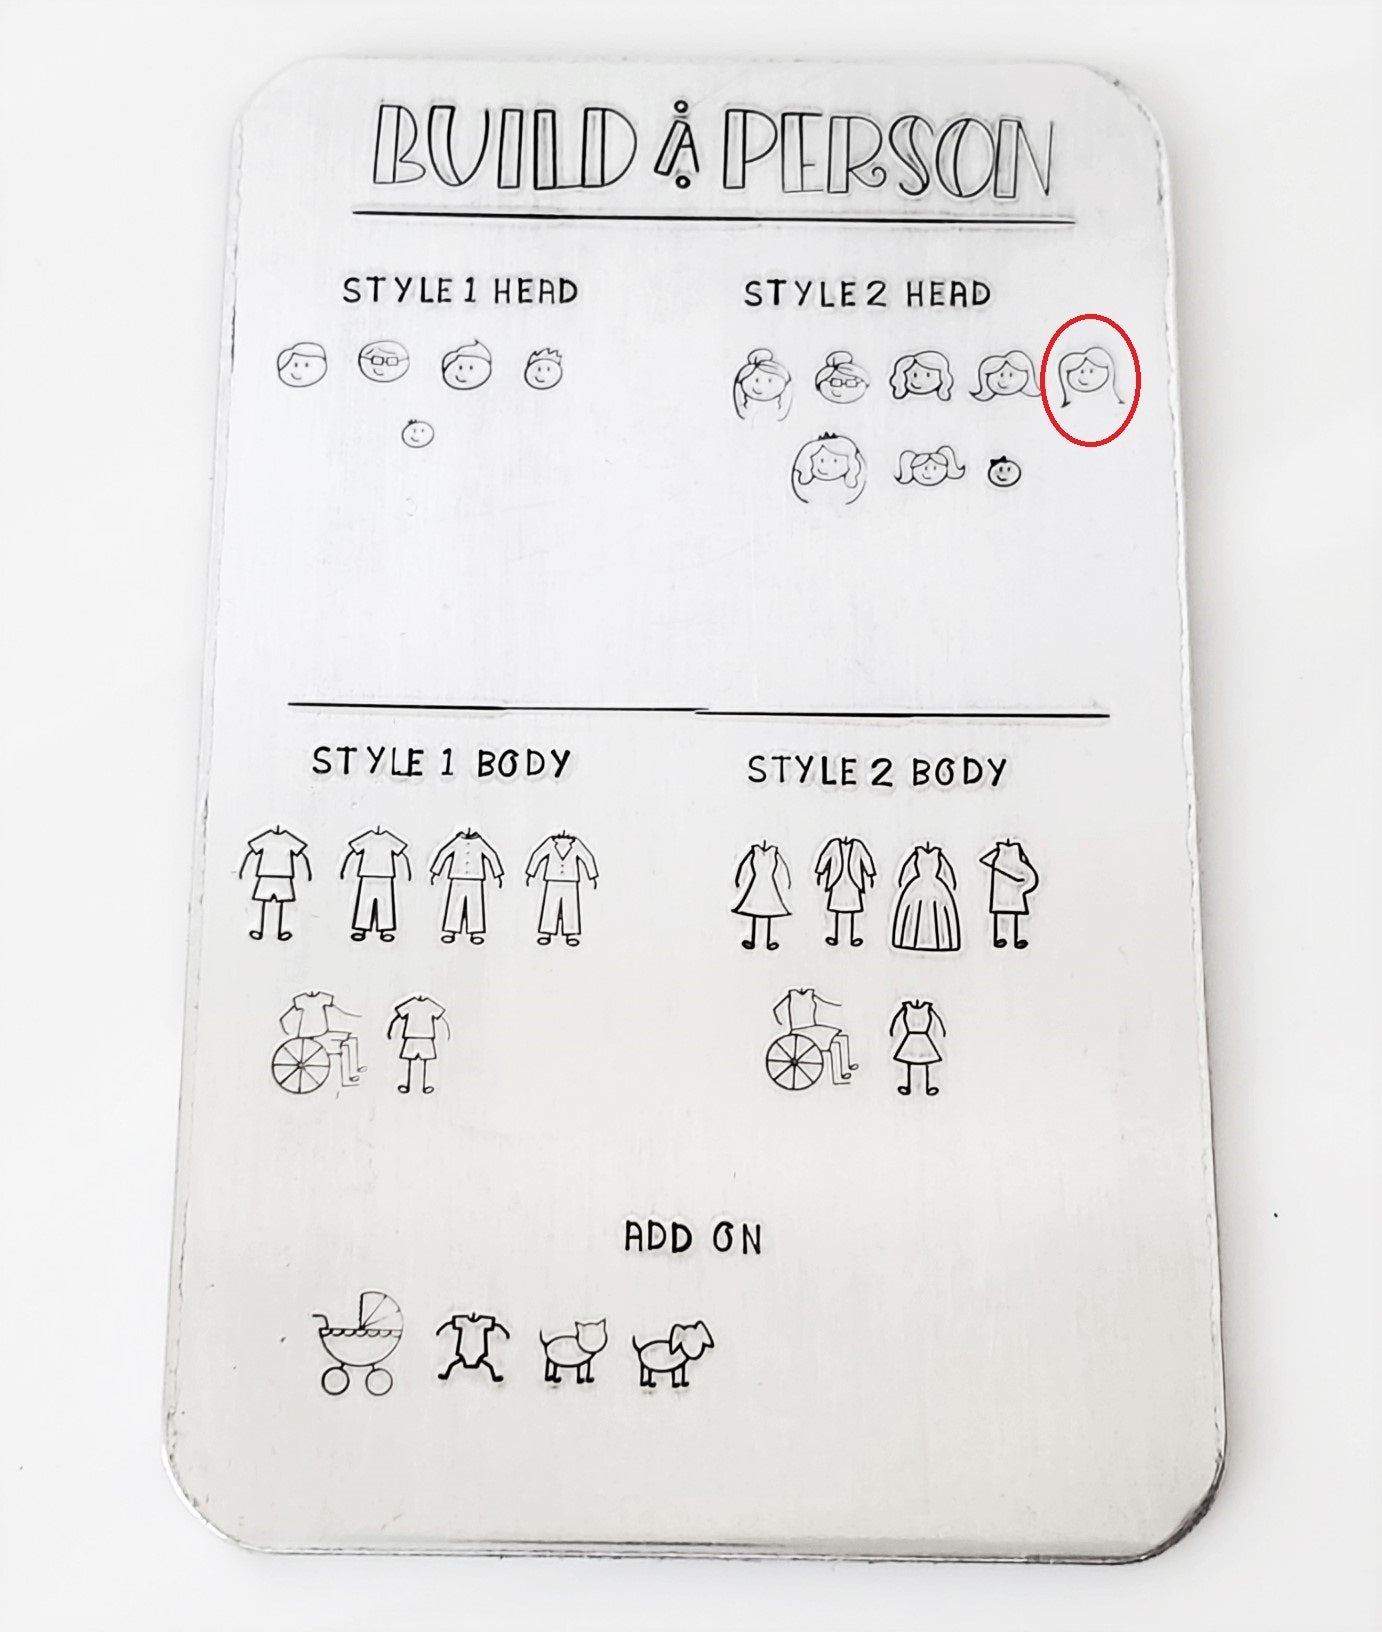 BUILD A PERSON
STYLE 1 HEAD
STYLE 2 HEAD
STYLE 1 BODY
STYLE 2 BODY
ADD ON